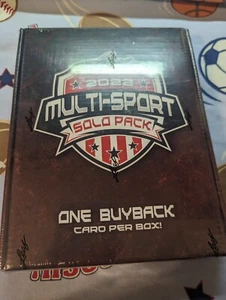 2022
MULTI-SPORT
SOLO PACK
ONE BUYBACK
CARD PER BOX!